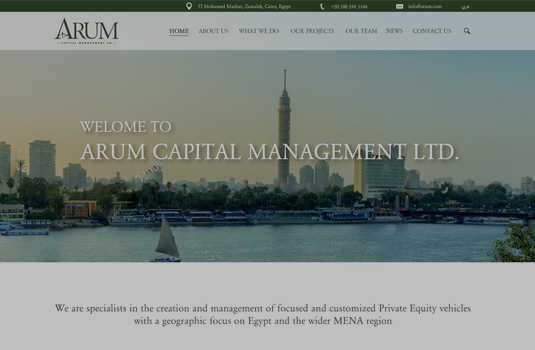 17 Mohamed Mazhar, Zamalek, Cairo, Egypt
+20 100 244 1144
info@arum.com
عربي
ARUM
CAPITAL MANAGEMENT LTD.
HOME
ABOUT US
WHAT WE DO
OUR PROJECTS
OUR TEAM
NEWS
CONTACT US
WELOME TO
ARUM CAPITAL MANAGEMENT LTD.
We are specialists in the creation and management of focused and customized Private Equity vehicles
with a geographic focus on Egypt and the wider MENA region